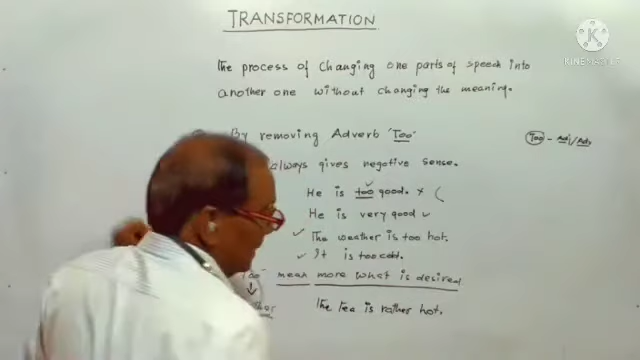 TRANSFORMATION
The process of changing one parts of speech into
another one without changing the meaning.
By removing Adverb 'Too'
Too - Adj/Adv
always gives negative sense.
He is too good. × (
He is very good ✓
✓ The weather is too hot.
✓ It is too cold.
mean more what is desired
↓
The tea is rather hot.
K
KINEMASTER